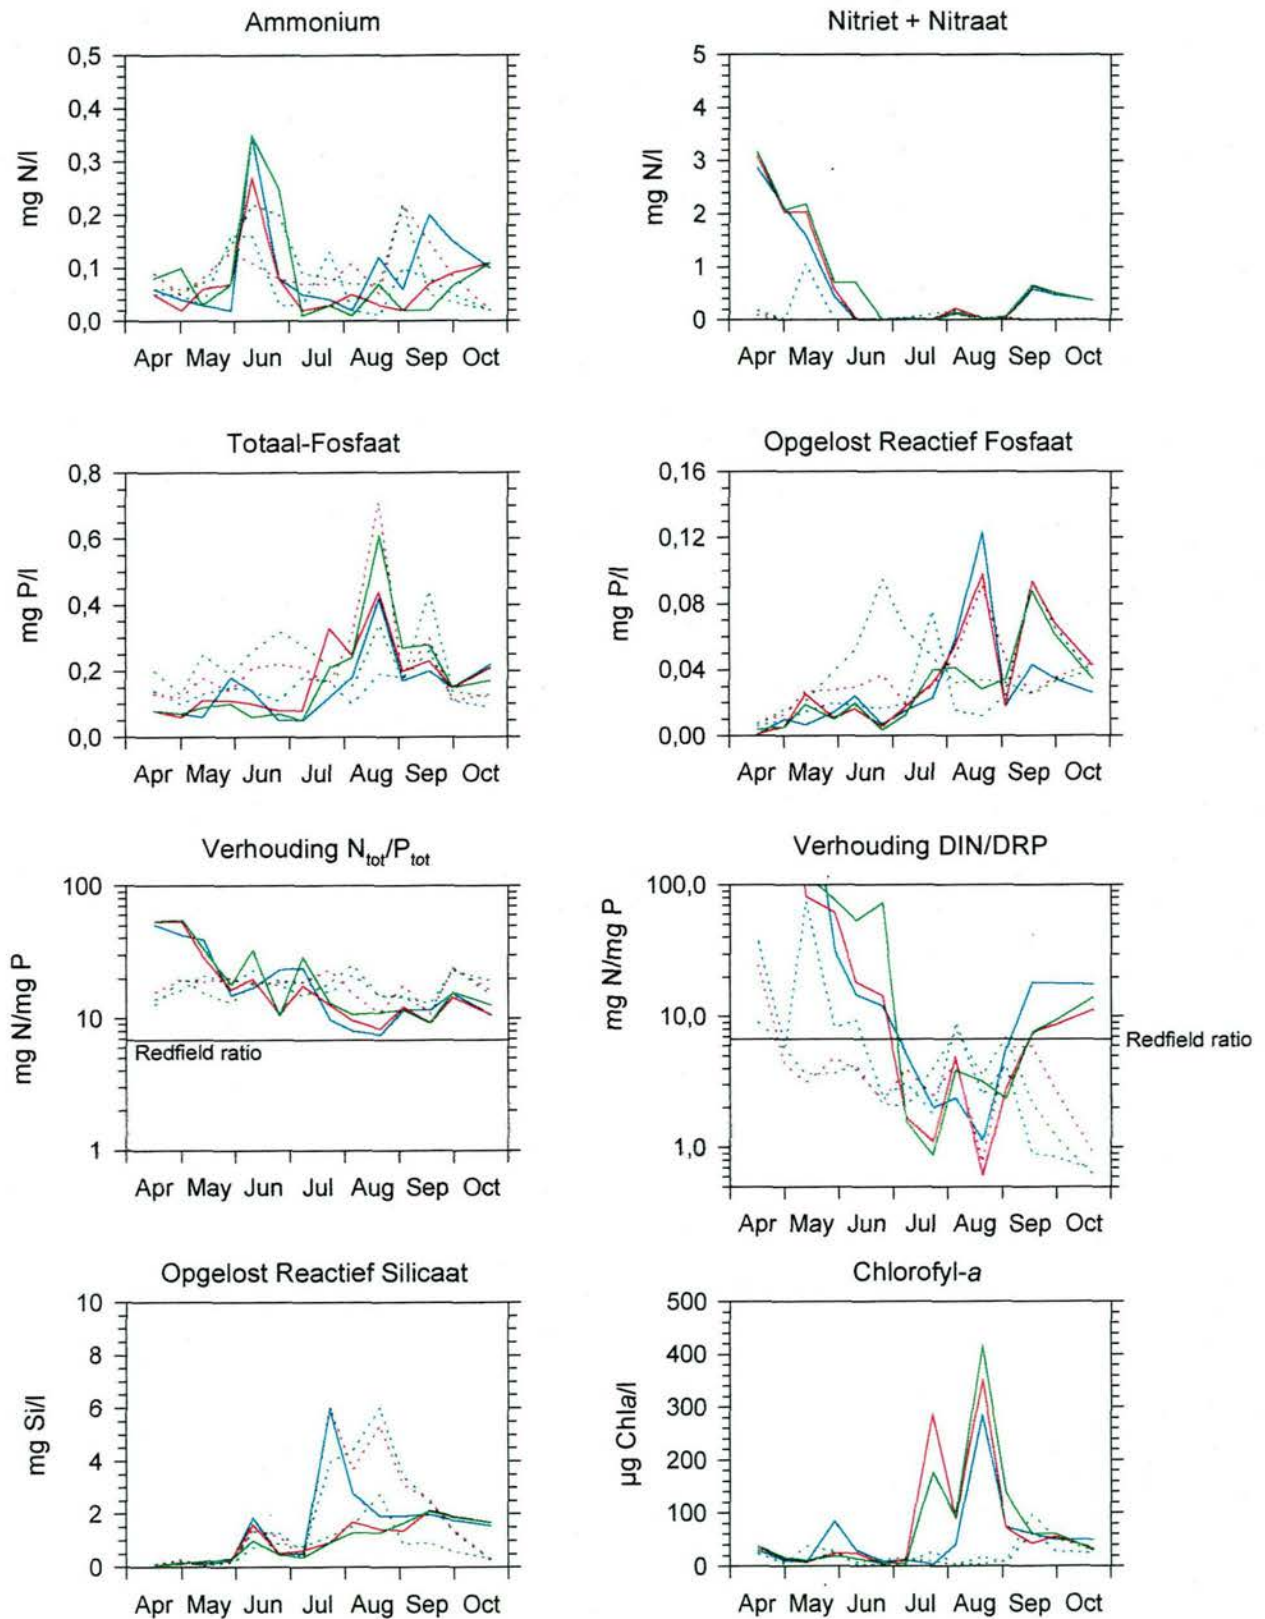 Ammonium
0,5
0,4
0,3
0,2
0,1
0,0
mg N/l
Apr May Jun Jul Aug Sep Oct
Nitriet + Nitraat
5
4
3
2
1
0
mg N/l
Apr May Jun Jul Aug Sep Oct
Totaal-Fosfaat
0,8
0,6
0,4
0,2
0,0
mg P/l
Apr May Jun Jul Aug Sep Oct
Opgelost Reactief Fosfaat
0,16
0,12
0,08
0,04
0,00
mg P/l
Apr May Jun Jul Aug Sep Oct
Verhouding Ntot/Ptot
100
10
1
mg N/mg P
Redfield ratio
Apr May Jun Jul Aug Sep Oct
Verhouding DIN/DRP
100,0
10,0
1,0
mg N/mg P
Redfield ratio
Apr May Jun Jul Aug Sep Oct
Opgelost Reactief Silicaat
10
8
6
4
2
0
mg Si/l
Apr May Jun Jul Aug Sep Oct
Chlorofyl-a
500
400
300
200
100
0
µg Chla/l
Apr May Jun Jul Aug Sep Oct